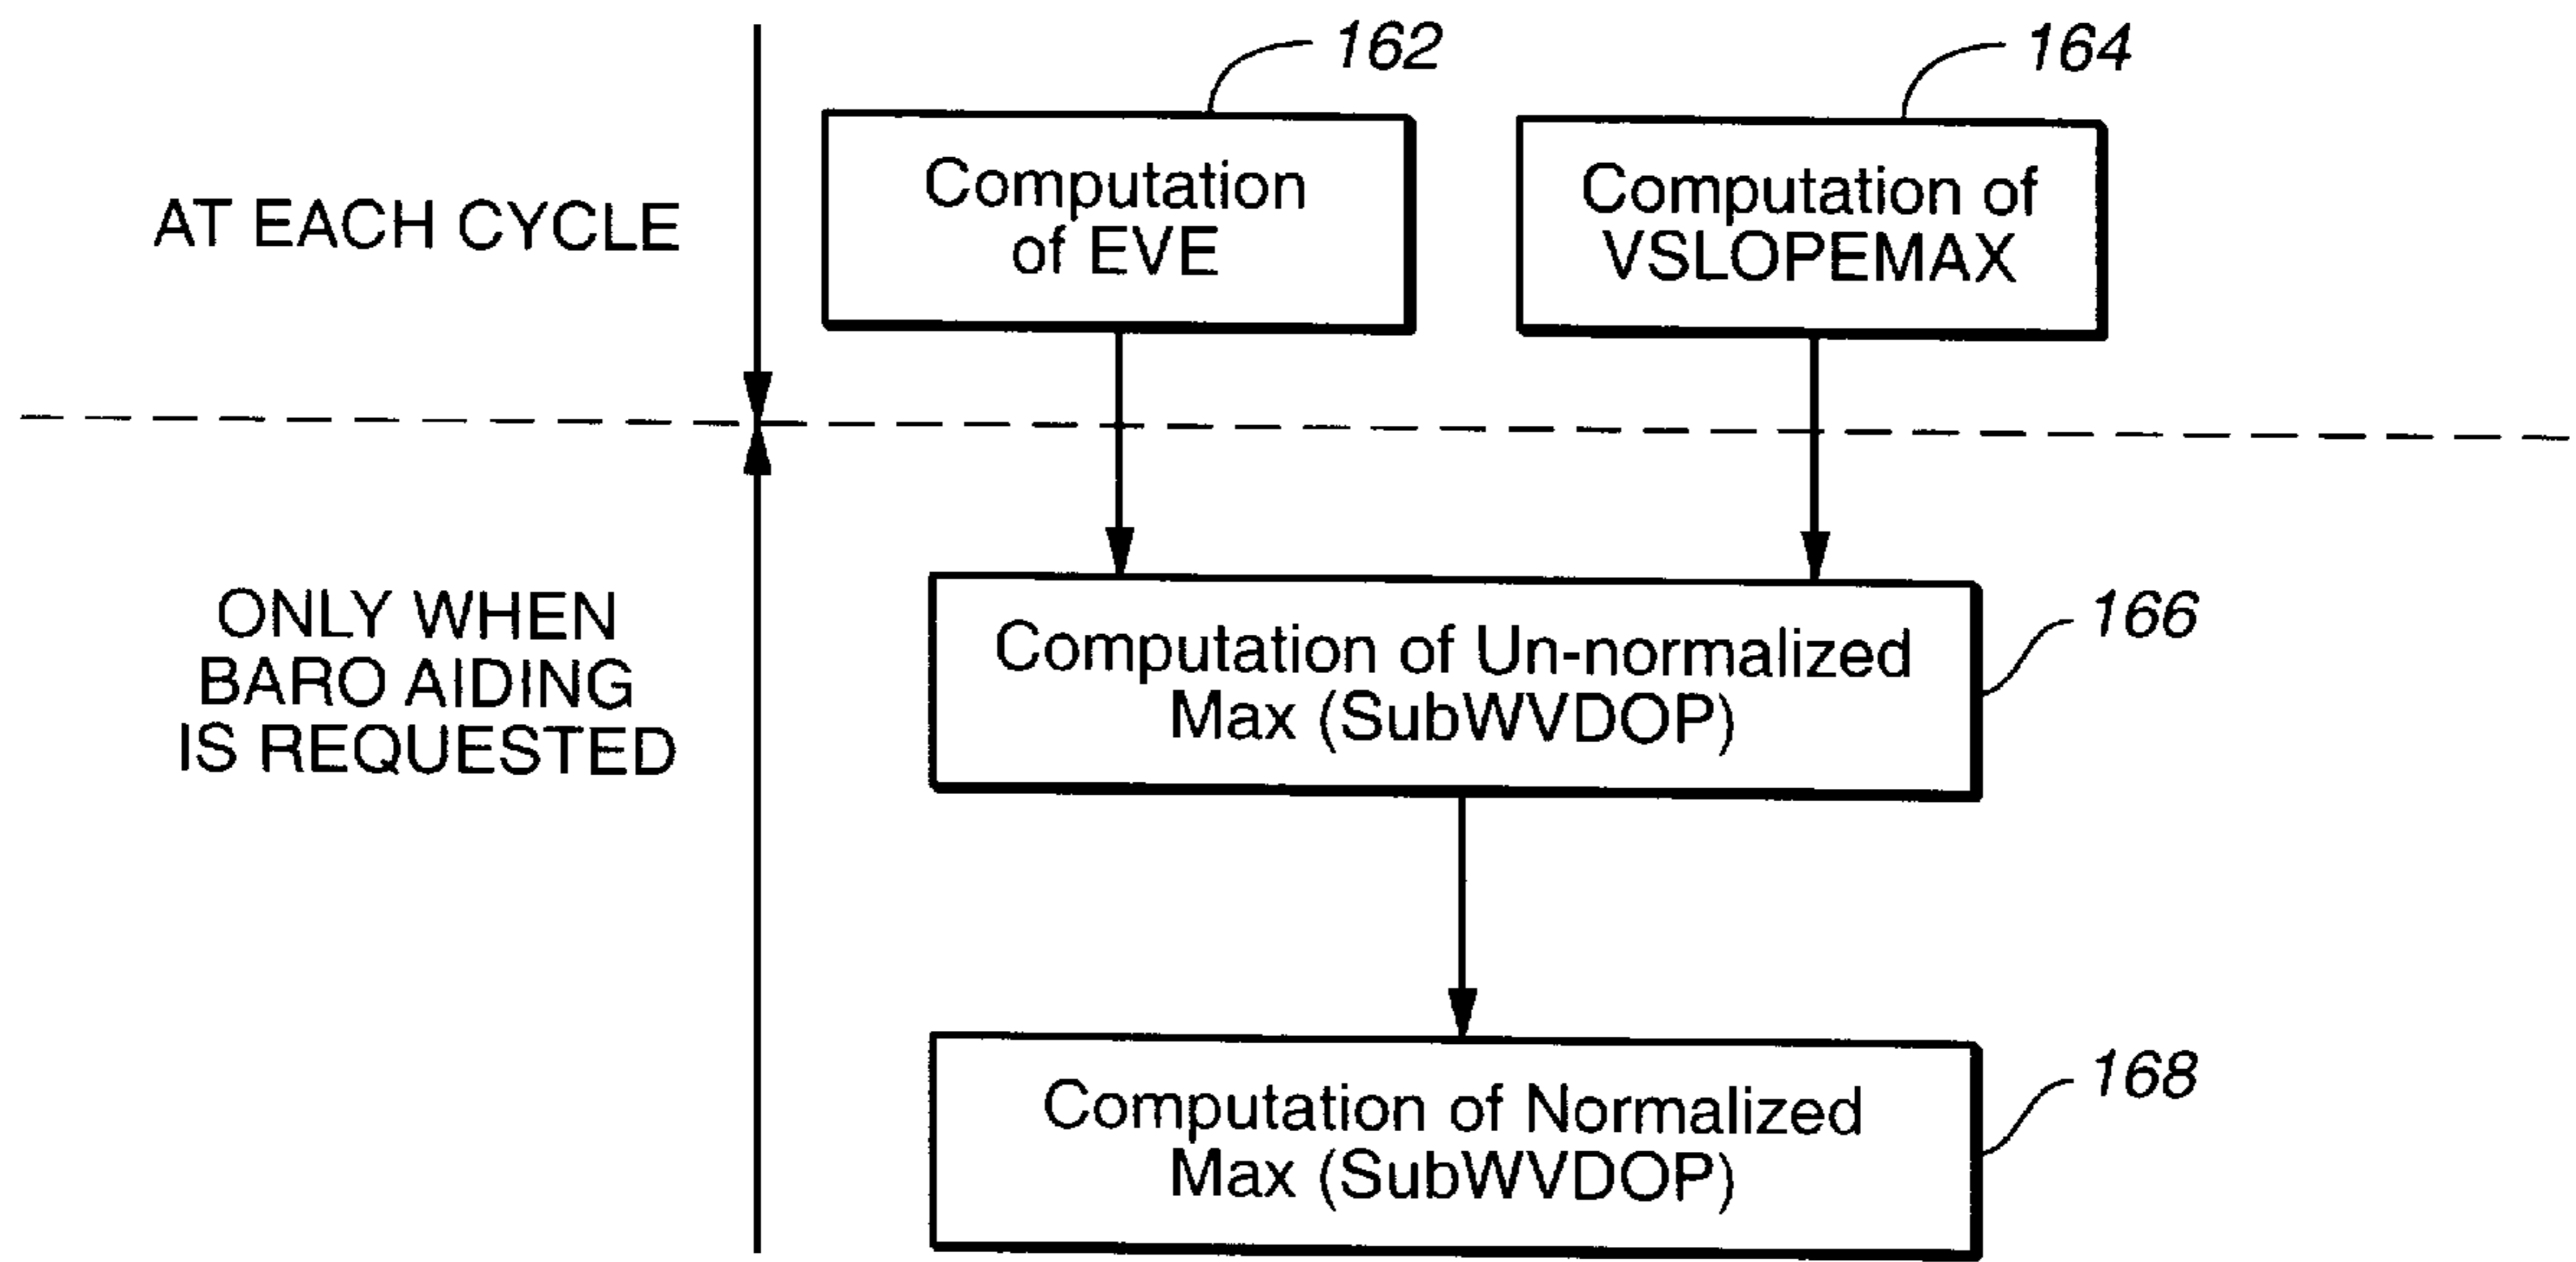 162
164
AT EACH CYCLE
Computation
of EVE
Computation of
VSLOPEMAX
ONLY WHEN
BARO AIDING
IS REQUESTED
Computation of Un-normalized
Max (SubWVDOP)
166
Computation of Normalized
Max (SubWVDOP)
168